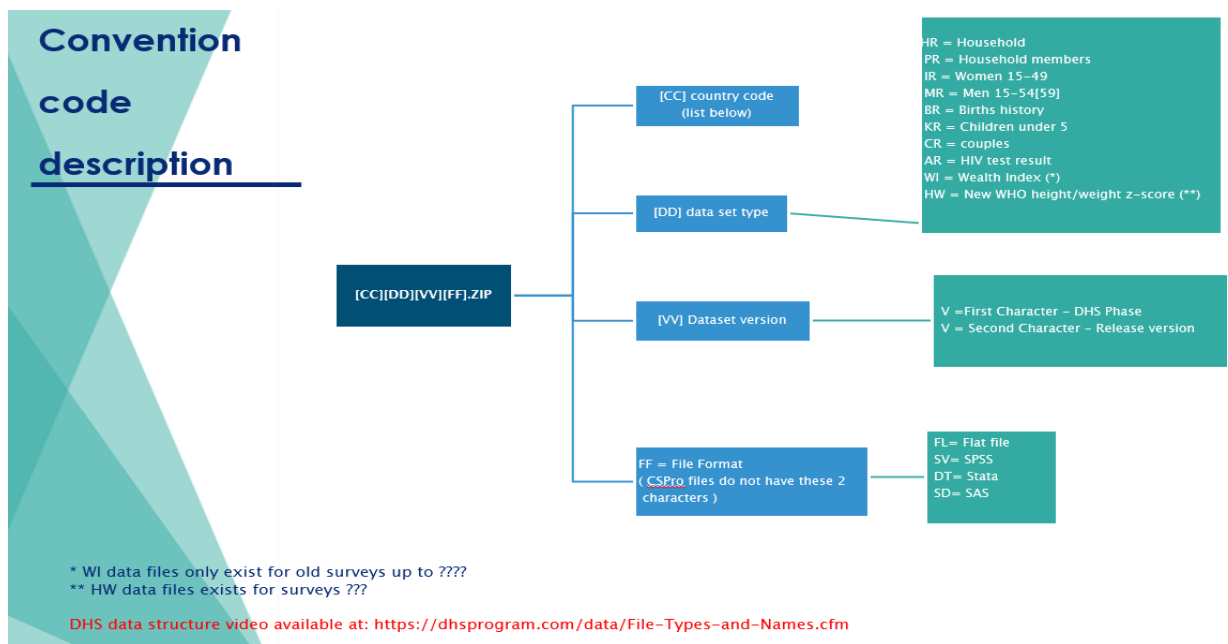 Convention
code
description
[CC][DD][VV][FF].ZIP
[CC] country code
(list below)
[DD] data set type
HR = Household
PR = Household members
IR = Women 15-49
MR = Men 15-54[59]
BR = Births history
KR = Children under 5
CR = couples
AR = HIV test result
WI = Wealth Index (*)
HW = New WHO height/weight z-score (**)
[VV] Dataset version
V =First Character – DHS Phase
V = Second Character – Release version
FF = File Format
( CSPro files do not have these 2
characters )
FL= Flat file
SV= SPSS
DT= Stata
SD= SAS
* WI data files only exist for old surveys up to ????
** HW data files exists for surveys ???
DHS data structure video available at: https://dhsprogram.com/data/File-Types-and-Names.cfm